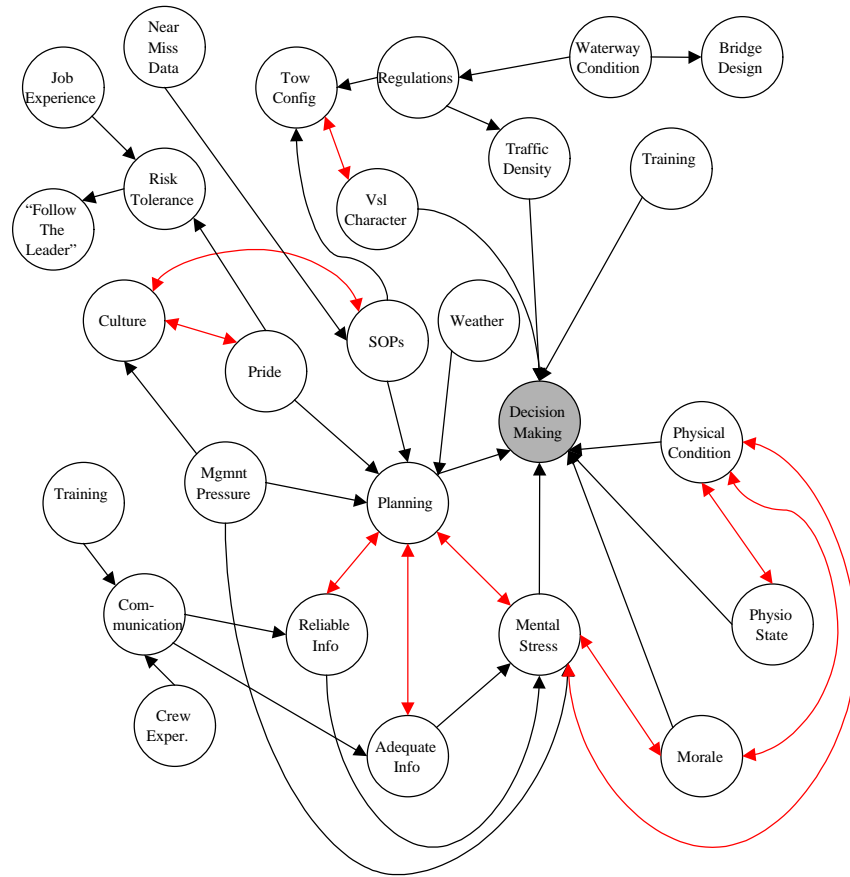 Near
Miss
Data
Job
Experience
Tow
Config
Regulations
Waterway
Condition
Bridge
Design
Traffic
Density
Training
Risk
Tolerance
“Follow
The
Leader”
Vsl
Character
Culture
Pride
SOPs
Weather
Decision
Making
Physical
Condition
Mgmnt
Pressure
Planning
Training
Com-
munication
Reliable
Info
Mental
Stress
Physio
State
Crew
Exper.
Adequate
Info
Morale